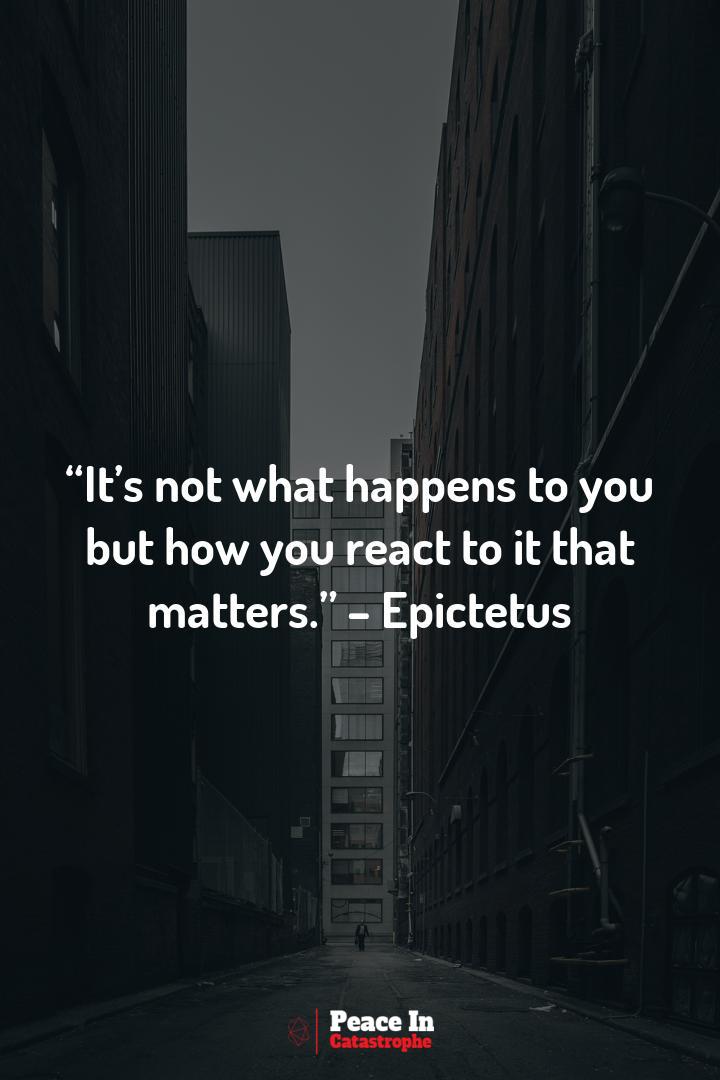 “It’s not what happens to you
but how you react to it that
matters.” – Epictetus
Peace In
Catastrophe